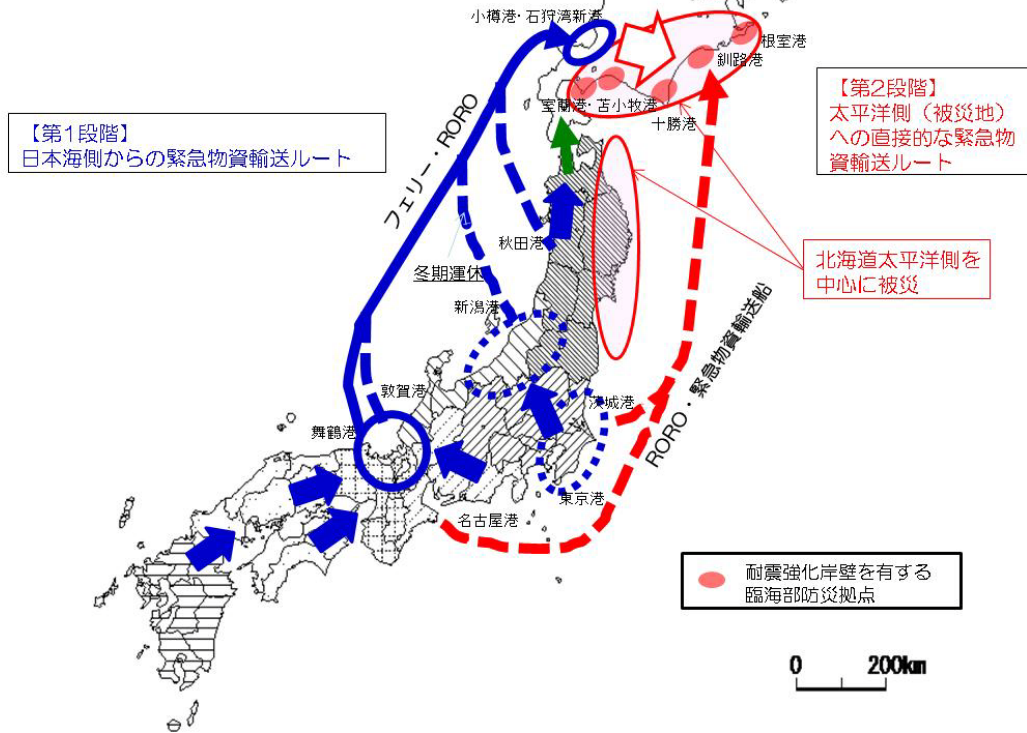 小樽港・石狩湾新港
根室港
釧路港
室蘭港・苫小牧港
十勝港
【第1段階】
日本海側からの緊急物資輸送ルート
【第2段階】
太平洋側（被災地）
への直接的な緊急物
資輸送ルート
フェリー・RORO
秋田港
冬期運休
新潟港
北海道太平洋側を
中心に被災
RORO・緊急物資輸送船
敦賀港
茨城港
舞鶴港
東京港
名古屋港
耐震強化岸壁を有する
臨海部防災拠点
0 200km